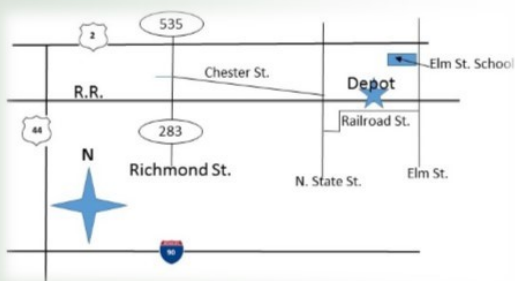 535
2
Elm St. School
Chester St.
Depot
R.R.
Railroad St.
44
283
N
Richmond St.
N. State St.
Elm St.
90